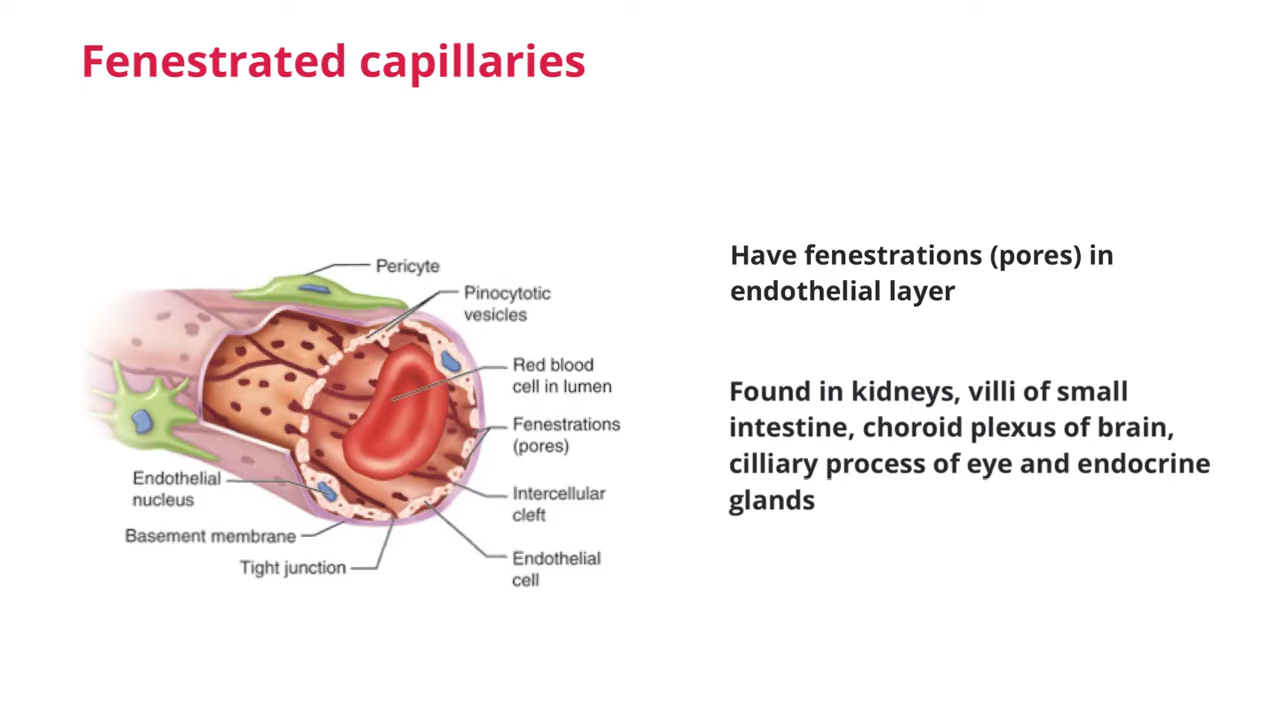 Fenestrated capillaries
Pericyte
Pinocytotic
vesicles
Red blood
cell in lumen
Fenestrations
(pores)
Intercellular
cleft
Endothelial
cell
Endothelial
nucleus
Basement membrane
Tight junction
Have fenestrations (pores) in
endothelial layer
Found in kidneys, villi of small
intestine, choroid plexus of brain,
cilliary process of eye and endocrine
glands